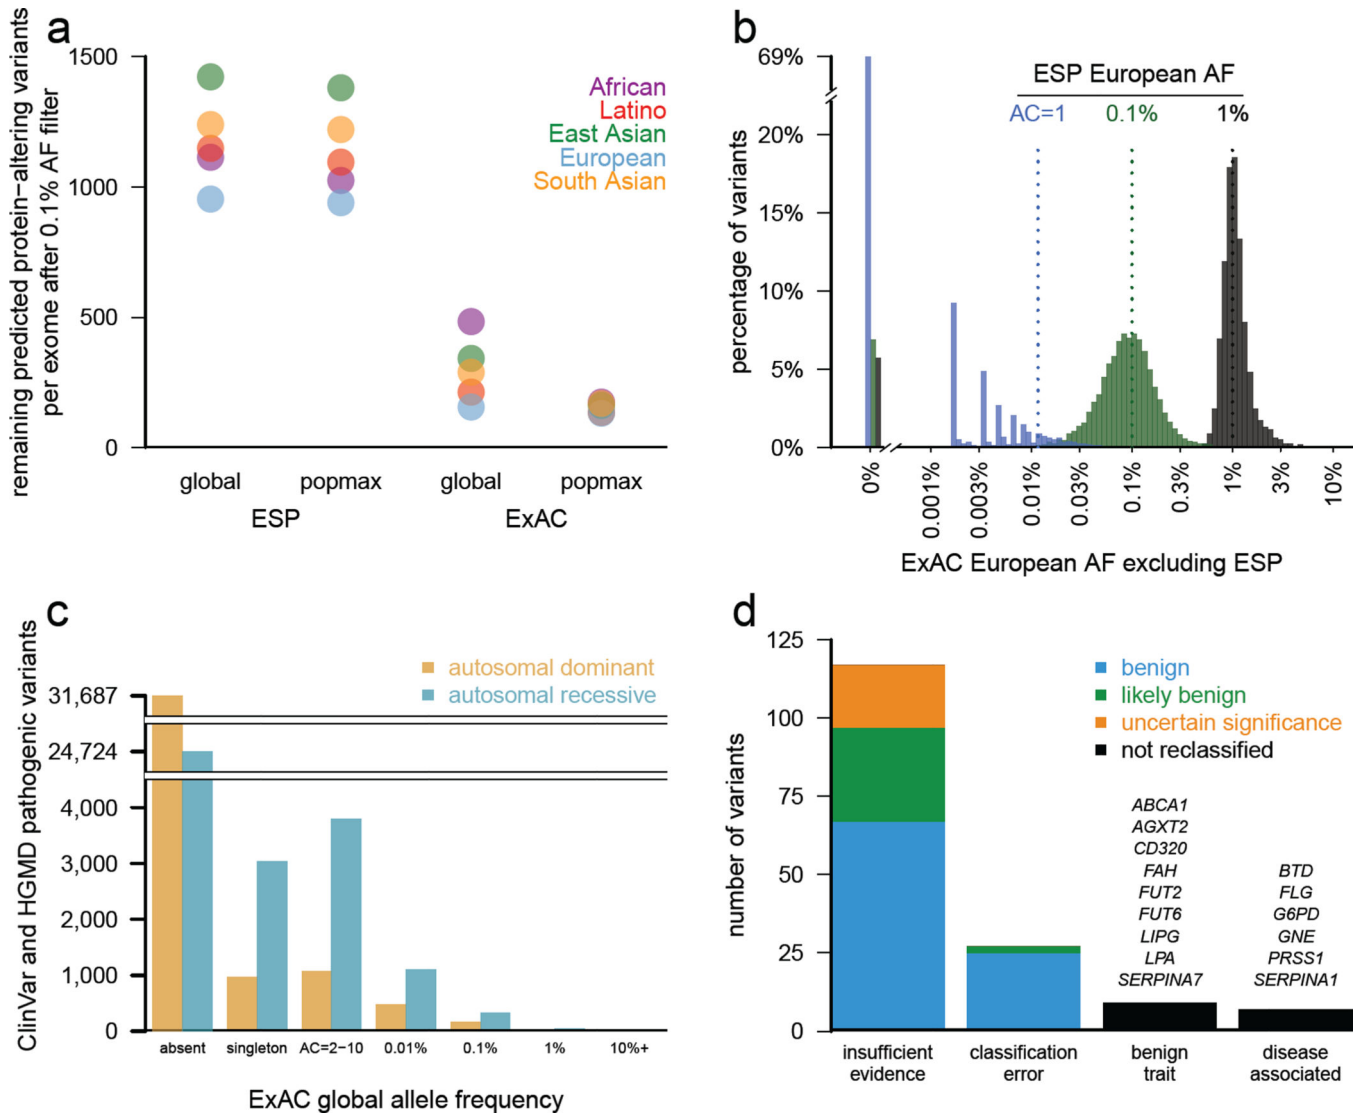 a
remaining predicted protein−altering variants
per exome after 0.1% AF filter
1500
1000
500
0
African
Latino
East Asian
European
South Asian
global
popmax
global
popmax
ESP
ExAC
b
percentage of variants
69%
20%
15%
10%
5%
0%
ESP European AF
AC=1
0.1%
1%
0%
0.001%
0.003%
0.01%
0.03%
0.1%
0.3%
1%
3%
10%
ExAC European AF excluding ESP
c
ClinVar and HGMD pathogenic variants
autosomal dominant
autosomal recessive
31,687
24,724
4,000
3,000
2,000
1,000
0
absent
singleton
AC=2−10
0.01%
0.1%
1%
10%+
ExAC global allele frequency
d
number of variants
125
100
75
50
25
0
benign
likely benign
uncertain significance
not reclassified
ABCA1
AGXT2
CD320
FAH
FUT2
FUT6
LIPG
LPA
SERPINA7
BTD
FLG
G6PD
GNE
PRSS1
SERPINA1
insufficient
evidence
classification
error
benign
trait
disease
associated